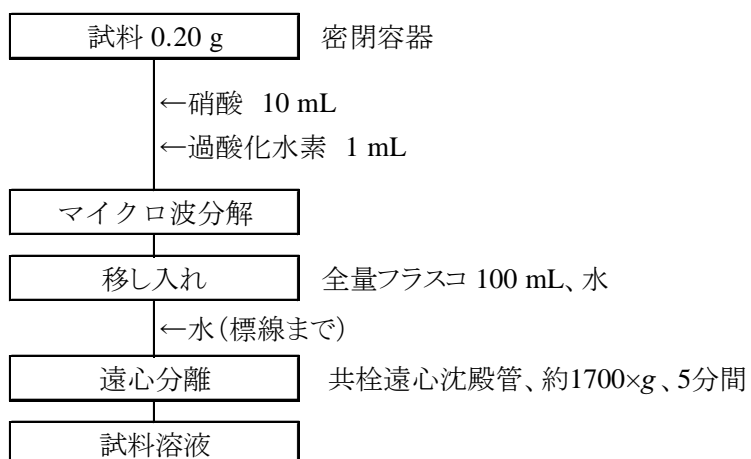 試料 0.20 g 密閉容器
←硝酸 10 mL
←過酸化水素 1 mL
マイクロ波分解
移し入れ 全量フラスコ 100 mL、水
←水(標線まで)
遠心分離 共栓遠心沈殿管、約1700×g、5分間
試料溶液